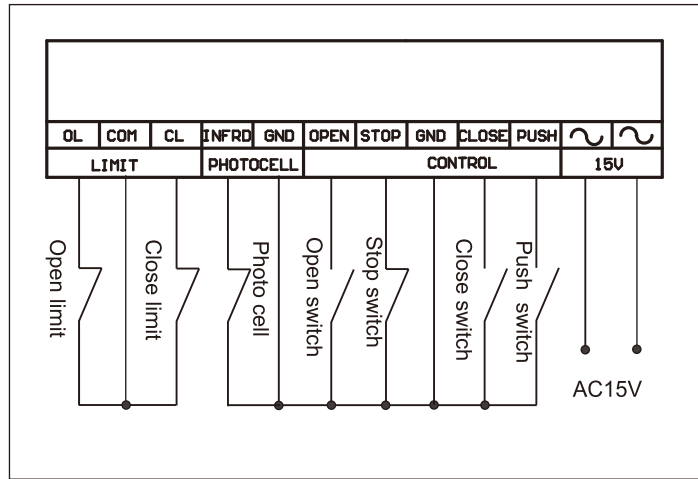 OL COM CL INFRD GND OPEN STOP GND CLOSE PUSH
LIMIT PHOTOCELL CONTROL 15V
Open limit
Close limit
Photo cell
Open switch
Stop switch
Close switch
Push switch
AC15V